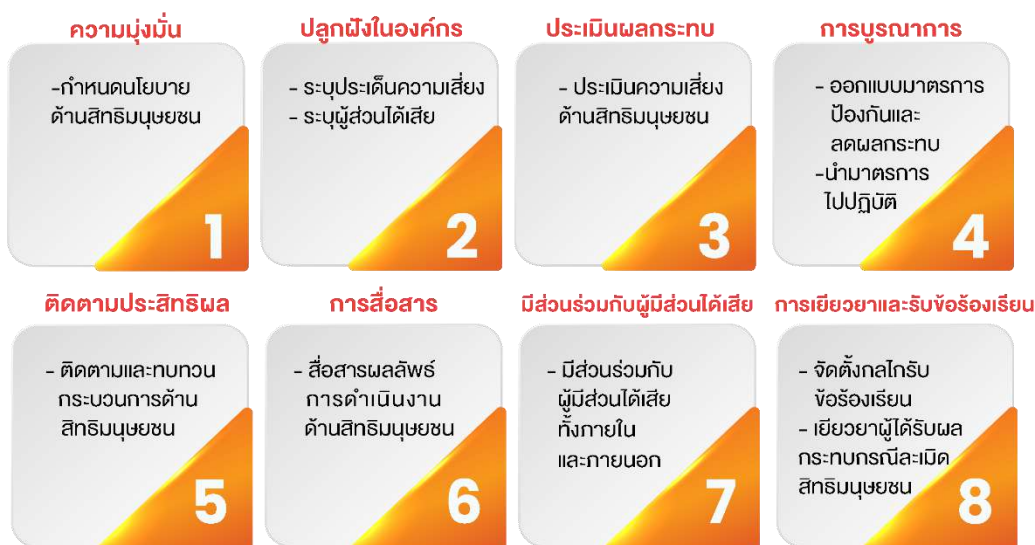 ความมุ่งมั่น
-กำหนดนโยบาย
ด้านสิทธิมนุษยชน
1
ปลูกฝังในองค์กร
- ระบุประเด็นความเสี่ยง
- ระบุผู้ส่วนได้เสีย
2
ประเมินผลกระทบ
- ประเมินความเสี่ยง
ด้านสิทธิมนุษยชน
3
การบูรณาการ
- ออกแบบมาตรการ
ป้องกันและ
ลดผลกระทบ
-นำมาตรการ
ไปปฏิบัติ
4
ติดตามประสิทธิผล
- ติดตามและทบทวน
กระบวนการด้าน
สิทธิมนุษยชน
5
การสื่อสาร
- สื่อสารผลลัพธ์
การดำเนินงาน
ด้านสิทธิมนุษยชน
6
มีส่วนร่วมกับผู้มีส่วนได้เสีย
- มีส่วนร่วมกับ
ผู้มีส่วนได้เสีย
ทั้งภายใน
และภายนอก
7
การเยียวยาและรับข้อร้องเรียน
- จัดตั้งกลไกรับ
ข้อร้องเรียน
- เยียวยาผู้ได้รับผล
กระทบกรณีละเมิด
สิทธิมนุษยชน
8